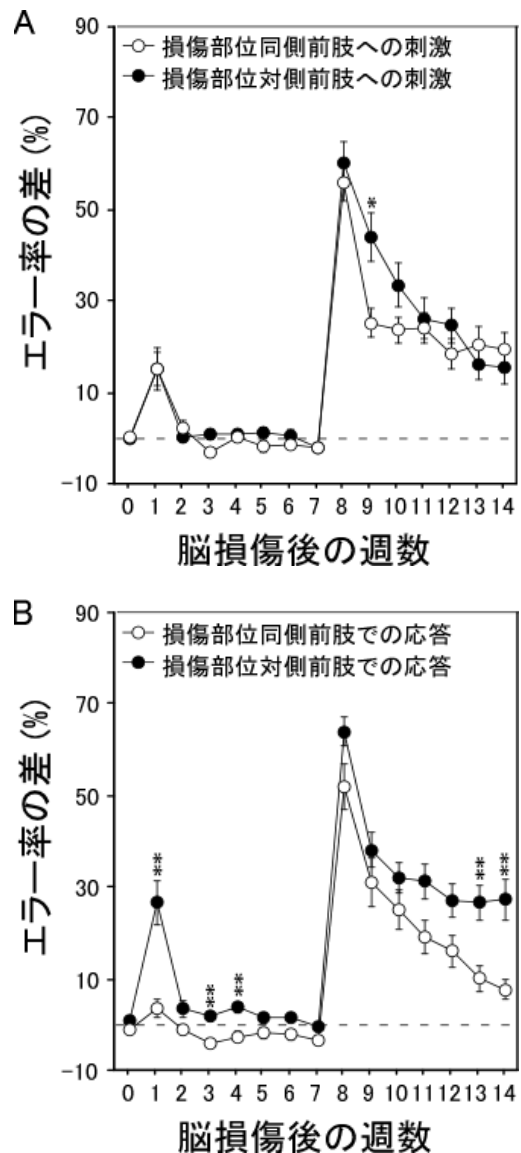 A
90
70
50
30
10
−10
エラー率の差 (%)
損傷部位同側前肢への刺激
損傷部位対側前肢への刺激
*
0 1 2 3 4 5 6 7 8 9 10 11 12 13 14
脳損傷後の週数
B
90
70
50
30
10
−10
エラー率の差 (%)
損傷部位同側前肢での応答
損傷部位対側前肢での応答
** ** ** ** **
0 1 2 3 4 5 6 7 8 9 10 11 12 13 14
脳損傷後の週数